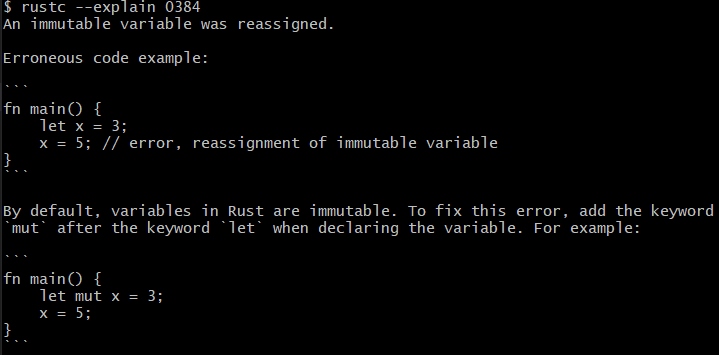 $ rustc --explain 0384
An immutable variable was reassigned.

Erroneous code example:

```
fn main() {
    let x = 3;
    x = 5; // error, reassignment of immutable variable
}
```

By default, variables in Rust are immutable. To fix this error, add the keyword
`mut` after the keyword `let` when declaring the variable. For example:

```
fn main() {
    let mut x = 3;
    x = 5;
}
```